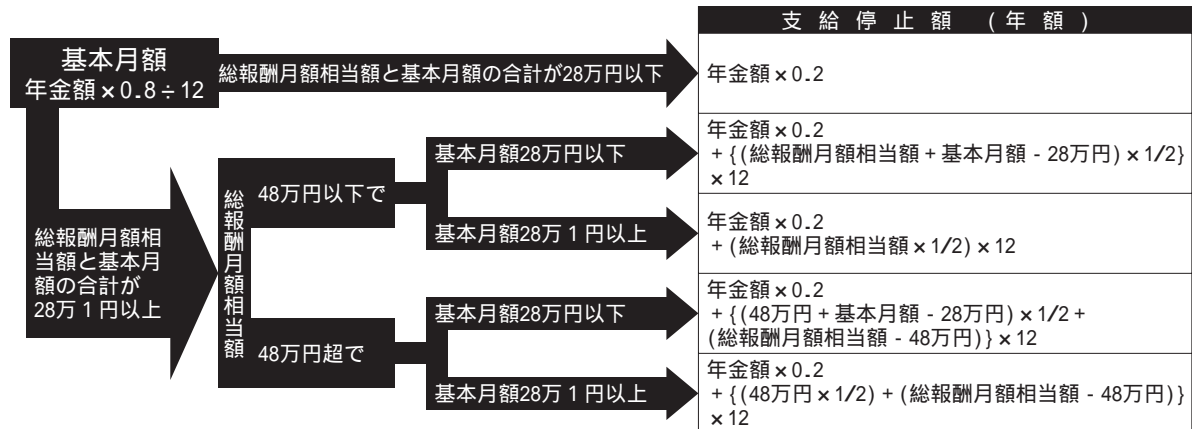 支給停止額(年額)
基本月額
年金額×0.8÷12
総報酬月額相当額と基本月額の合計が28万円以下
年金額×0.2
総報酬月額相
当額と基本月
額の合計が
28万1円以上
総報酬月額相当額
48万円以下で
基本月額28万円以下
年金額×0.2
+{(総報酬月額相当額+基本月額-28万円)×1/2}
×12
基本月額28万1円以上
年金額×0.2
+(総報酬月額相当額×1/2)×12
48万円超で
基本月額28万円以下
年金額×0.2
+{(48万円+基本月額-28万円)×1/2+
(総報酬月額相当額-48万円)}×12
基本月額28万1円以上
年金額×0.2
+{(48万円×1/2)+(総報酬月額相当額-48万円)}
×12